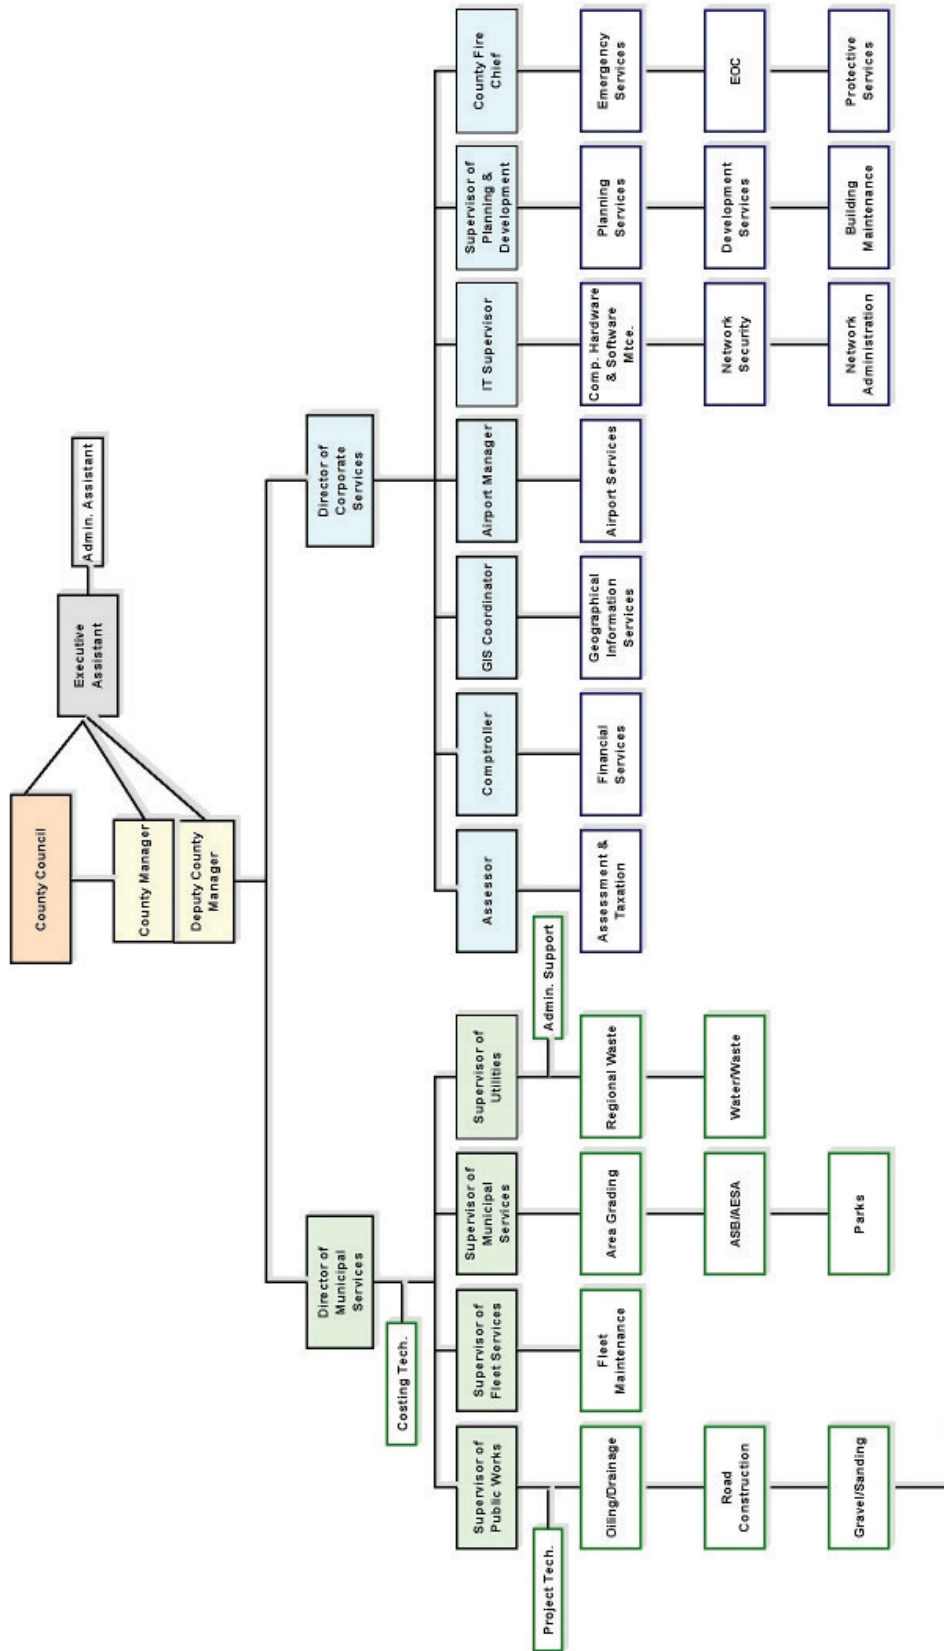 County Council
Executive
Assistant
Admin. Assistant
County Manager
Deputy County
Manager
Director of
Municipal
Services
Director of
Corporate
Services
Costing Tech.
Supervisor of
Public Works
Supervisor of
Fleet Services
Supervisor of
Municipal
Services
Supervisor of
Utilities
Assessor
Comptroller
GIS Coordinator
Airport Manager
IT Supervisor
Supervisor of
Planning &
Development
County Fire
Chief
Project Tech.
Admin. Support
Oiling/Drainage
Fleet
Maintenance
Area Grading
Regional Waste
Assessment &
Taxation
Financial
Services
Geographical
Information
Services
Airport Services
Comp. Hardware
& Software
Mtce.
Planning
Services
Emergency
Services
Road
Construction
ASB/AESA
Water/Waste
Network
Security
Development
Services
EOC
Gravel/Sanding
Parks
Network
Administration
Building
Maintenance
Protective
Services